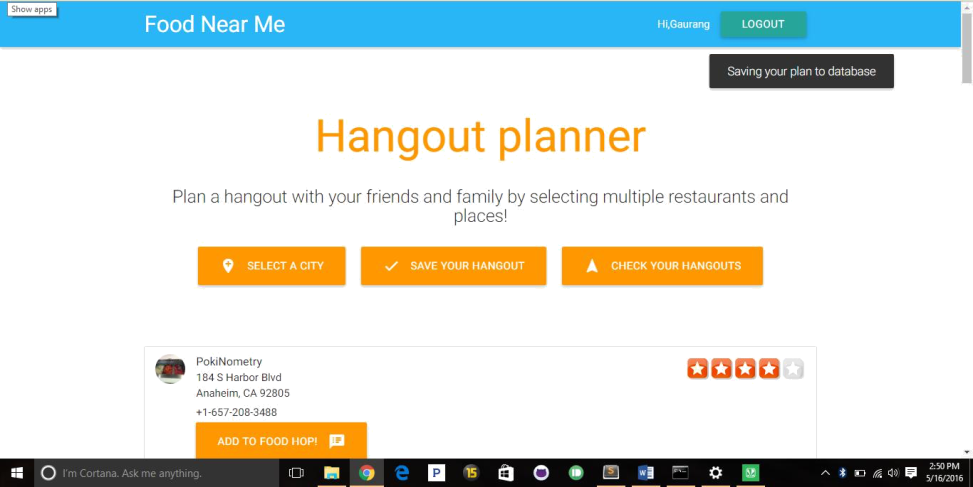 Show apps
Food Near Me
Hi,Gaurang
LOGOUT
Saving your plan to database
Hangout planner
Plan a hangout with your friends and family by selecting multiple restaurants and
places!
SELECT A CITY
SAVE YOUR HANGOUT
CHECK YOUR HANGOUTS
PokiNometry
184 S Harbor Blvd
Anaheim, CA 92805
+1-657-208-3488
ADD TO FOOD HOP!
I'm Cortana. Ask me anything.
P
15
S
W
2:50 PM
5/16/2016